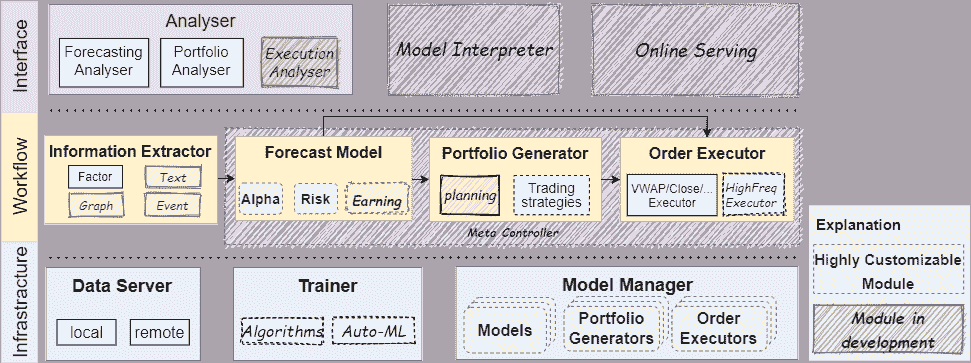 Interface
Analyser
Forecasting
Analyser
Portfolio
Analyser
Execution
Analyser
Model Interpreter
Online Serving
Workflow
Information Extractor
Factor
Text
Graph
Event
Forecast Model
Alpha
Risk
Earning
Portfolio Generator
planning
Trading
strategies
Order Executor
VWAP/Close/...
Executor
HighFreq
Executor
Meta Controller
Infrastracture
Data Server
local
remote
Trainer
Algorithms
Auto-ML
Model Manager
Models
Portfolio
Generators
Order
Executors
Explanation
Highly Customizable
Module
Module in
development